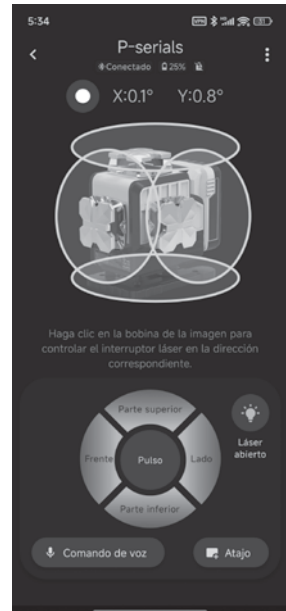 5:34
P-serials
Conectado 25%
X:0.1° Y:0.8°
Haga clic en la bobina de la imagen para
controlar el interruptor láser en la dirección
correspondiente.
Parte superior
Frente Pulso Lado
Parte inferior
Láser
abierto
Comando de voz Atajo